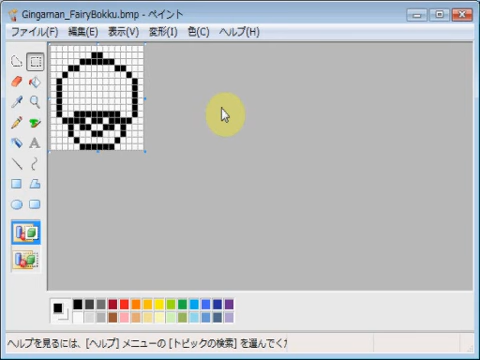 Gingaman_FairyBokku.bmp - ペイント
ファイル(F) 編集(E) 表示(V) 変形(I) 色(C) ヘルプ(H)
A
ヘルプを見るには、[ヘルプ] メニューの [トピックの検索] を選んでくだ